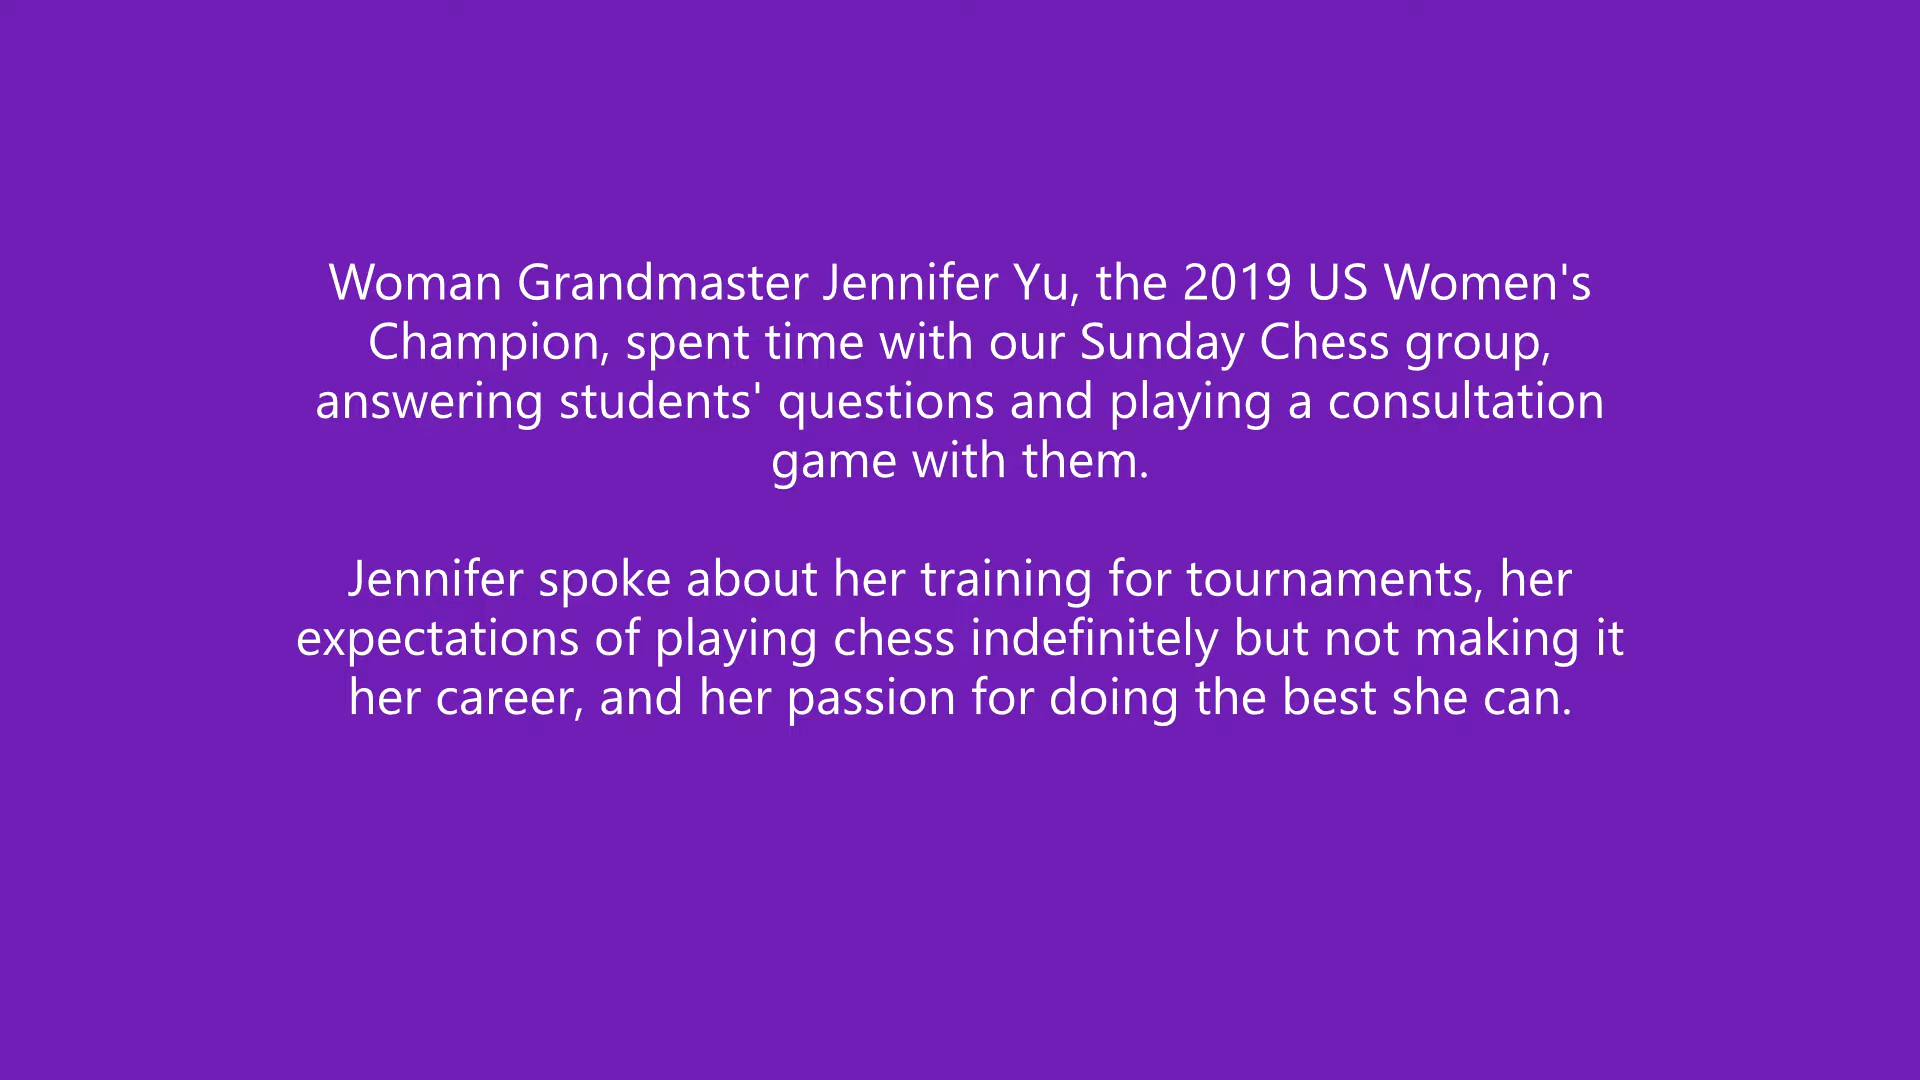 Woman Grandmaster Jennifer Yu, the 2019 US Women's
Champion, spent time with our Sunday Chess group,
answering students' questions and playing a consultation
game with them.
Jennifer spoke about her training for tournaments, her
expectations of playing chess indefinitely but not making it
her career, and her passion for doing the best she can.